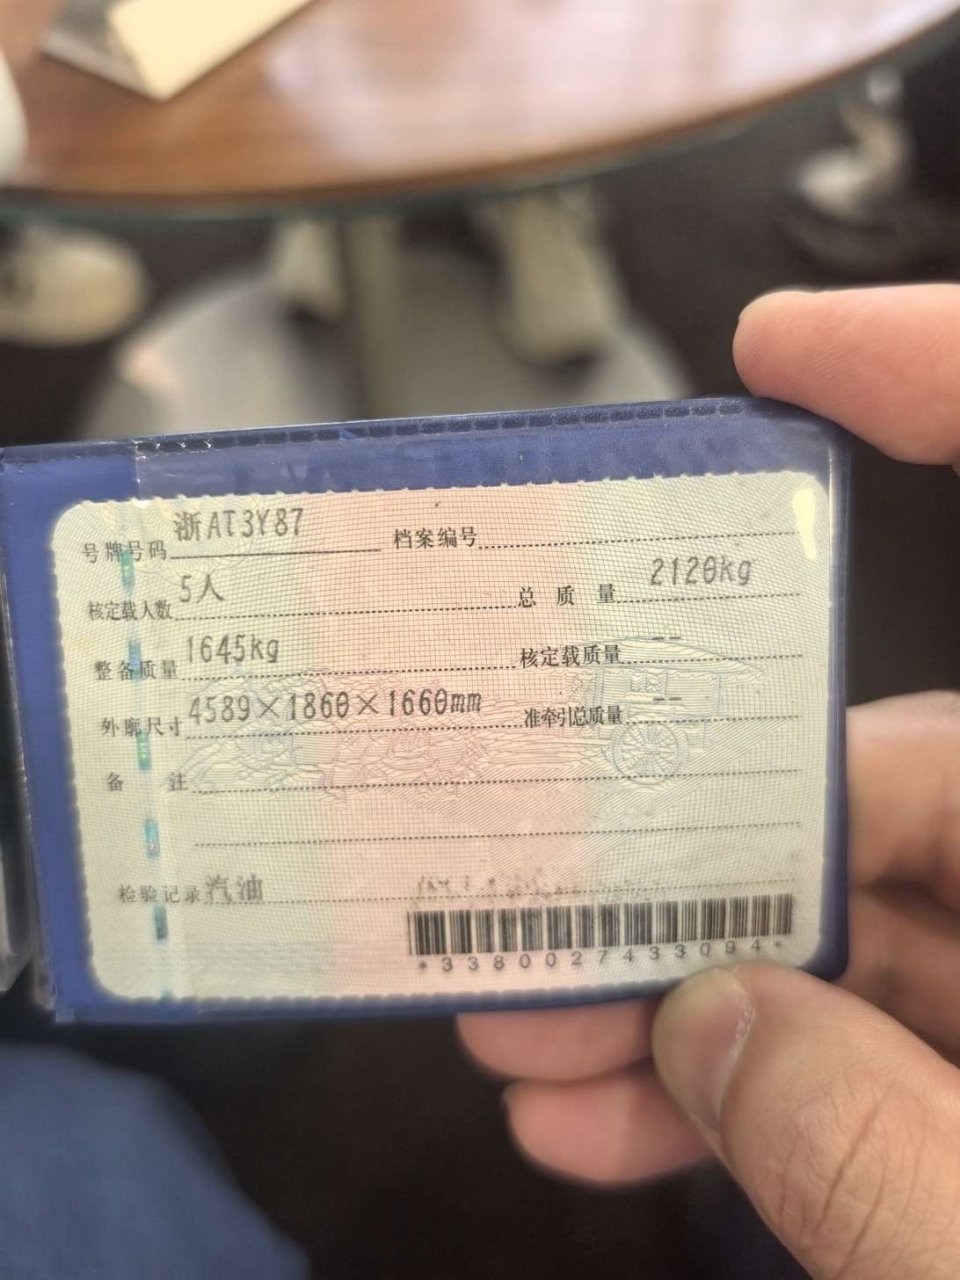 号牌号码 浙AT3Y87 档案编号
核定载人数 5人 总质量 2120kg
整备质量 1645kg 核定载质量 --
外廓尺寸 4589×1860×1660mm 准牵引总质量 --
备注
检验记录 汽油
*3380027433094*